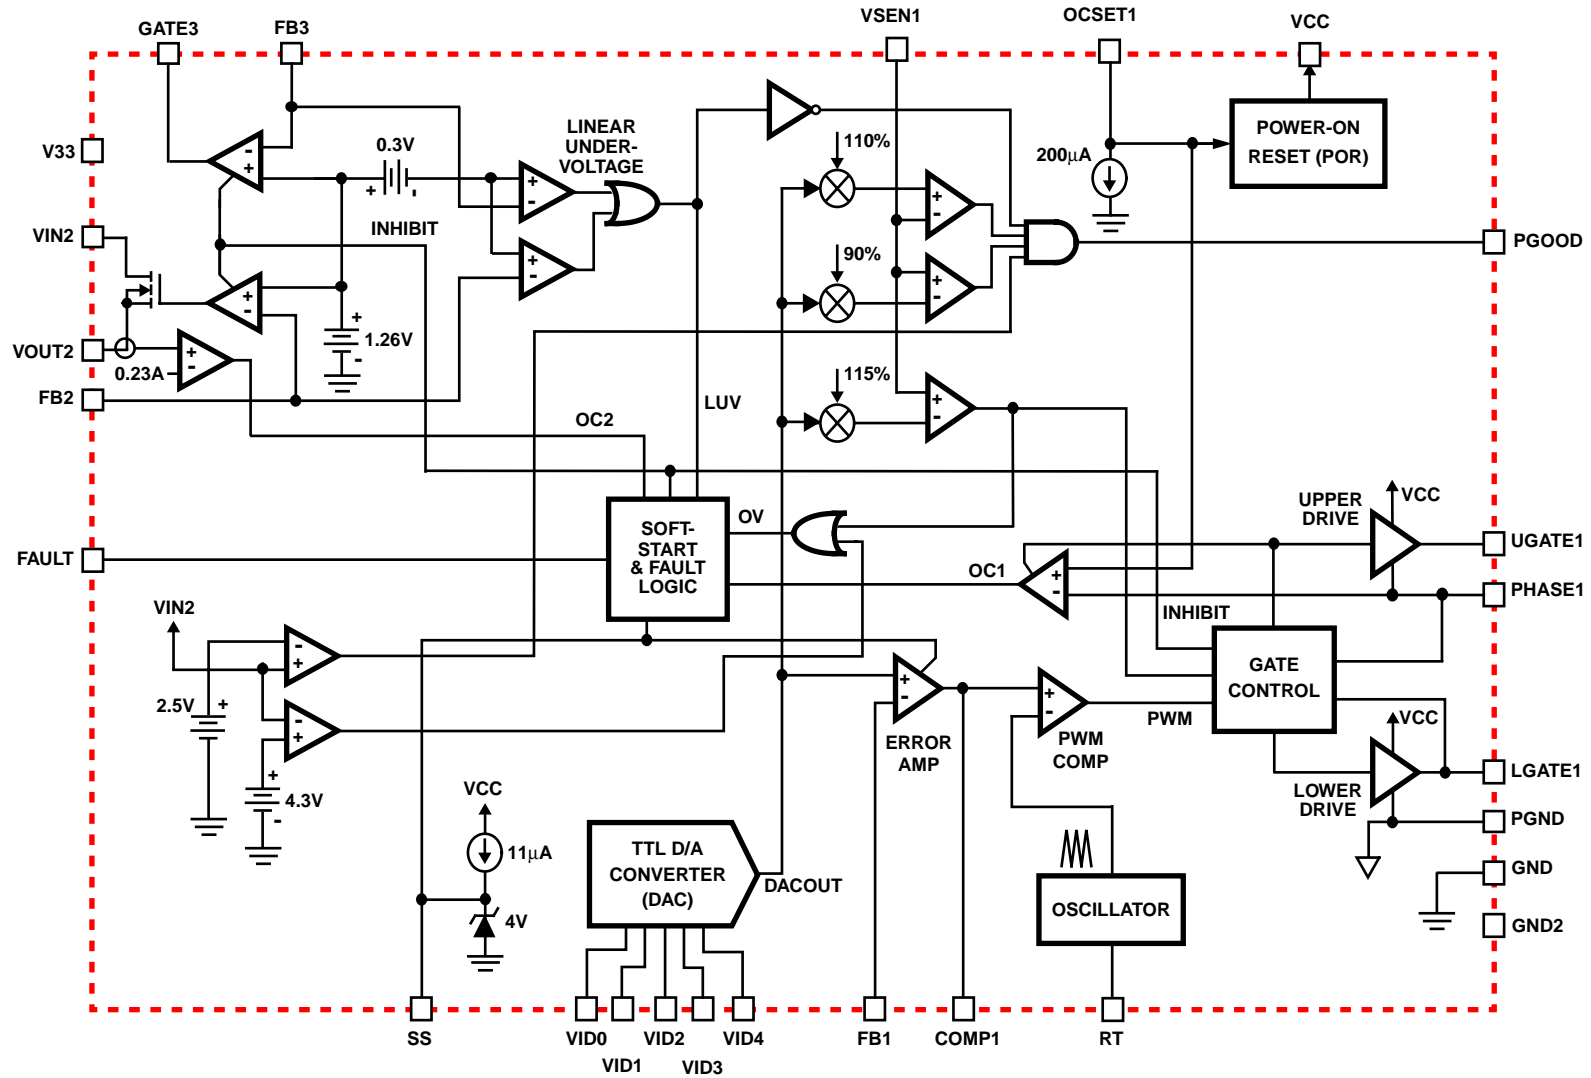 GATE3
FB3
VSEN1
OCSET1
VCC
V33
0.3V
+
-
LINEAR
UNDER-
VOLTAGE
110%
200µA
POWER-ON
RESET (POR)
-
+
+
-
INHIBIT
VIN2
+
-
+
-
90%
+
-
PGOOD
+
-
+
-
1.26V
VOUT2
0.23A
+
-
FB2
115%
+
-
OC2
LUV
FAULT
SOFT-
START
& FAULT
LOGIC
OV
OC1
+
-
UPPER
DRIVE
VCC
UGATE1
PHASE1
INHIBIT
VIN2
-
+
2.5V
+
-
-
+
+
-
4.3V
+
-
ERROR
AMP
+
-
PWM
COMP
PWM
GATE
CONTROL
VCC
LOWER
DRIVE
LGATE1
PGND
GND
GND2
VCC
11µA
4V
TTL D/A
CONVERTER
(DAC)
DACOUT
OSCILLATOR
SS
VID0
VID1
VID2
VID3
VID4
FB1
COMP1
RT